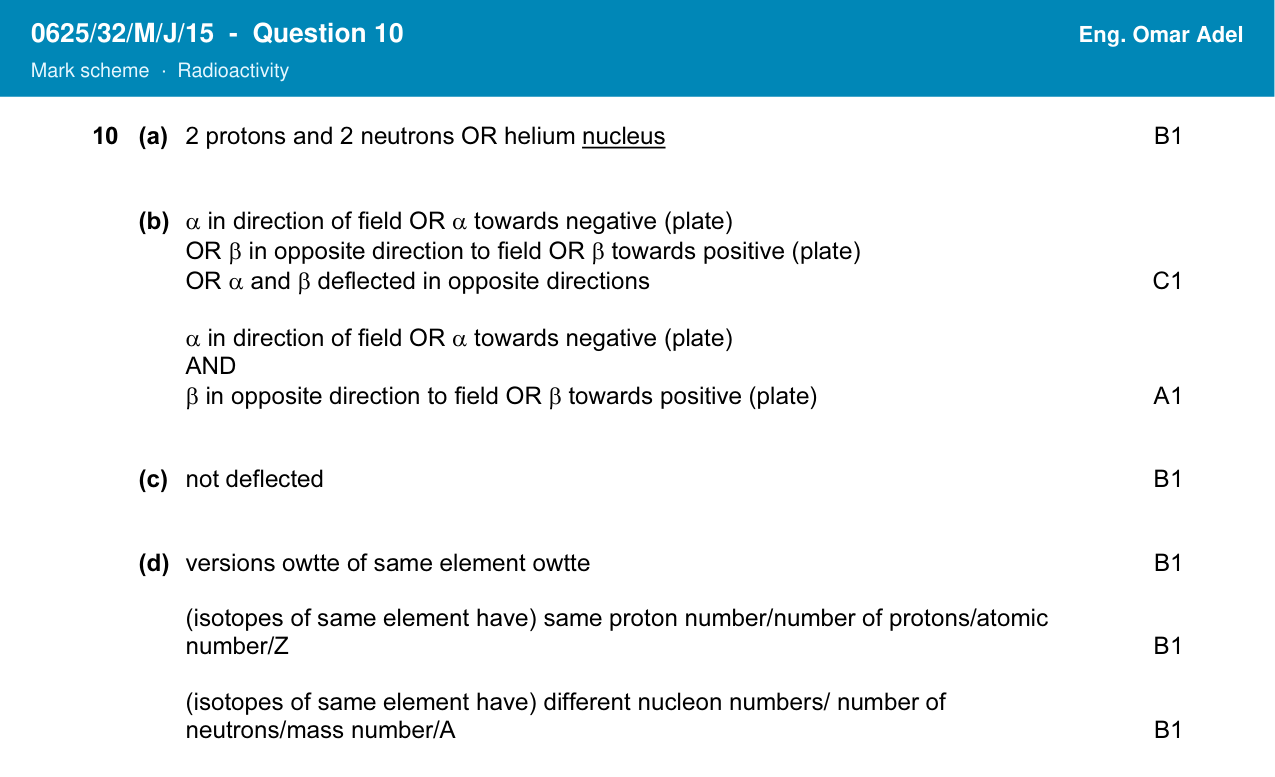 0625/32/M/J/15 - Question 10
Eng. Omar Adel
Mark scheme · Radioactivity
10 (a) 2 protons and 2 neutrons OR helium nucleus B1
(b) α in direction of field OR α towards negative (plate)
OR β in opposite direction to field OR β towards positive (plate)
OR α and β deflected in opposite directions C1
α in direction of field OR α towards negative (plate)
AND
β in opposite direction to field OR β towards positive (plate) A1
(c) not deflected B1
(d) versions owtte of same element owtte B1
(isotopes of same element have) same proton number/number of protons/atomic
number/Z B1
(isotopes of same element have) different nucleon numbers/ number of
neutrons/mass number/A B1